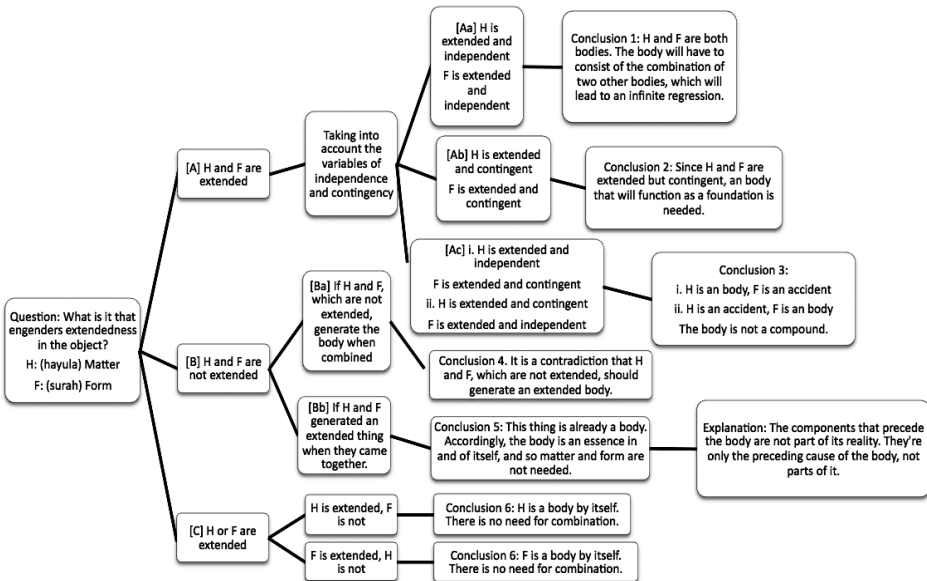 Question: What is it that
engenders extendedness
in the object?
H: (hayula) Matter
F: (surah) Form
[A] H and F are
extended
Taking into
account the
variables of
independence
and contingency
[Aa] H is
extended and
independent
F is extended
and
independent
Conclusion 1: H and F are both
bodies. The body will have to
consist of the combination of
two other bodies, which will
lead to an infinite regression.
[Ab] H is extended
and contingent
F is extended and
contingent
Conclusion 2: Since H and F are
extended but contingent, an body
that will function as a foundation is
needed.
[Ac] i. H is extended and
independent
F is extended and contingent
ii. H is extended and contingent
F is extended and independent
Conclusion 3:
i. H is an body, F is an accident
ii. H is an accident, F is an body
The body is not a compound.
[B] H and F are
not extended
[Ba] If H and F,
which are not
extended,
generate the
body when
combined
Conclusion 4. It is a contradiction that H
and F, which are not extended, should
generate an extended body.
[Bb] If H and F
generated an
extended thing
when they came
together.
Conclusion 5: This thing is already a body.
Accordingly, the body is an essence in
and of itself, and so matter and form are
not needed.
Explanation: The components that precede
the body are not part of its reality. They're
only the preceding cause of the body, not
parts of it.
[C] H or F are
extended
H is extended, F
is not
Conclusion 6: H is a body by itself.
There is no need for combination.
F is extended, H
is not
Conclusion 6: F is a body by itself.
There is no need for combination.